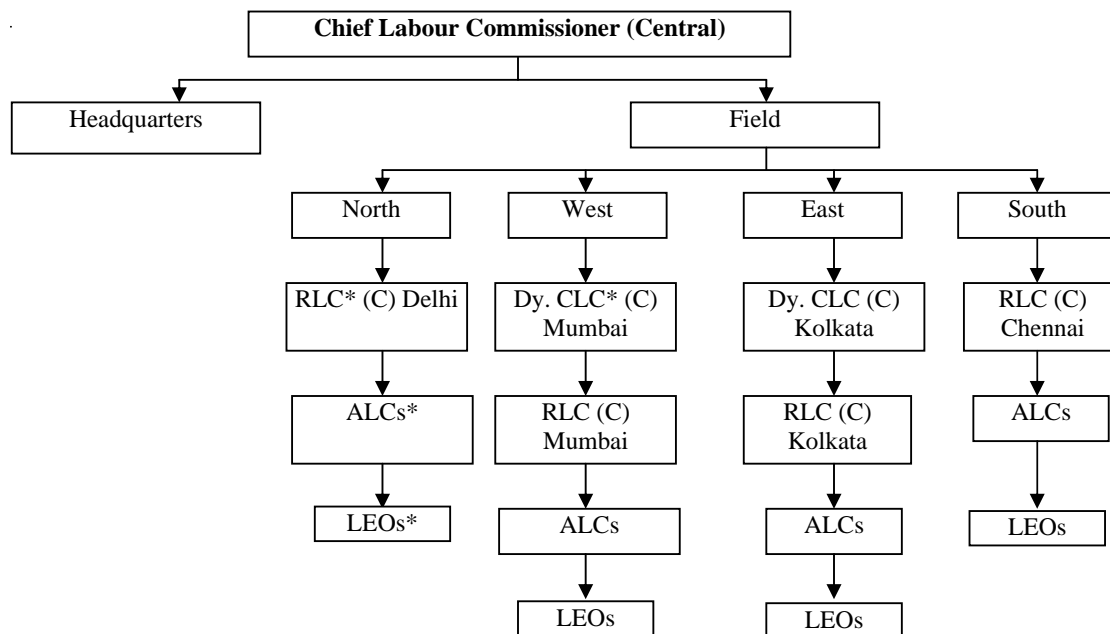 Chief Labour Commissioner (Central)
Headquarters
Field
North
West
East
South
RLC* (C) Delhi
Dy. CLC* (C)
Mumbai
Dy. CLC (C)
Kolkata
RLC (C)
Chennai
ALCs*
RLC (C)
Mumbai
RLC (C)
Kolkata
ALCs
LEOs*
ALCs
ALCs
LEOs
LEOs
LEOs